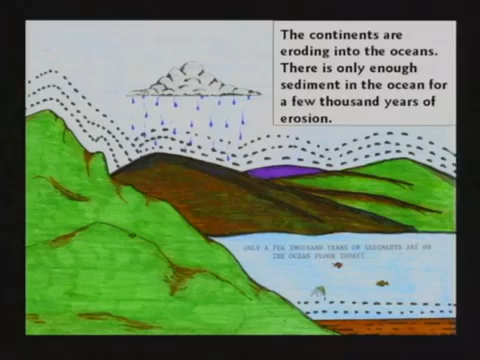 The continents are
eroding into the oceans.
There is only enough
sediment in the ocean for
a few thousand years of
erosion.
ONLY A FEW THOUSAND YEARS OF SEDIMENTS ARE ON
THE OCEAN FLOOR TODAY!